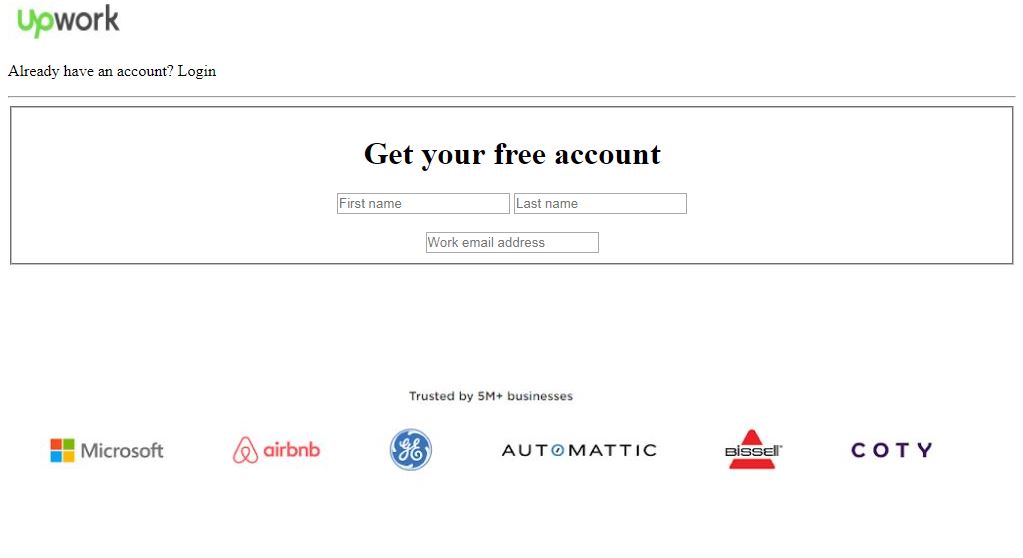 upwork
Already have an account? Login
Get your free account
First name Last name
Work email address
Trusted by 5M+ businesses
Microsoft airbnb GE AUTOMATTIC BISSELL COTY